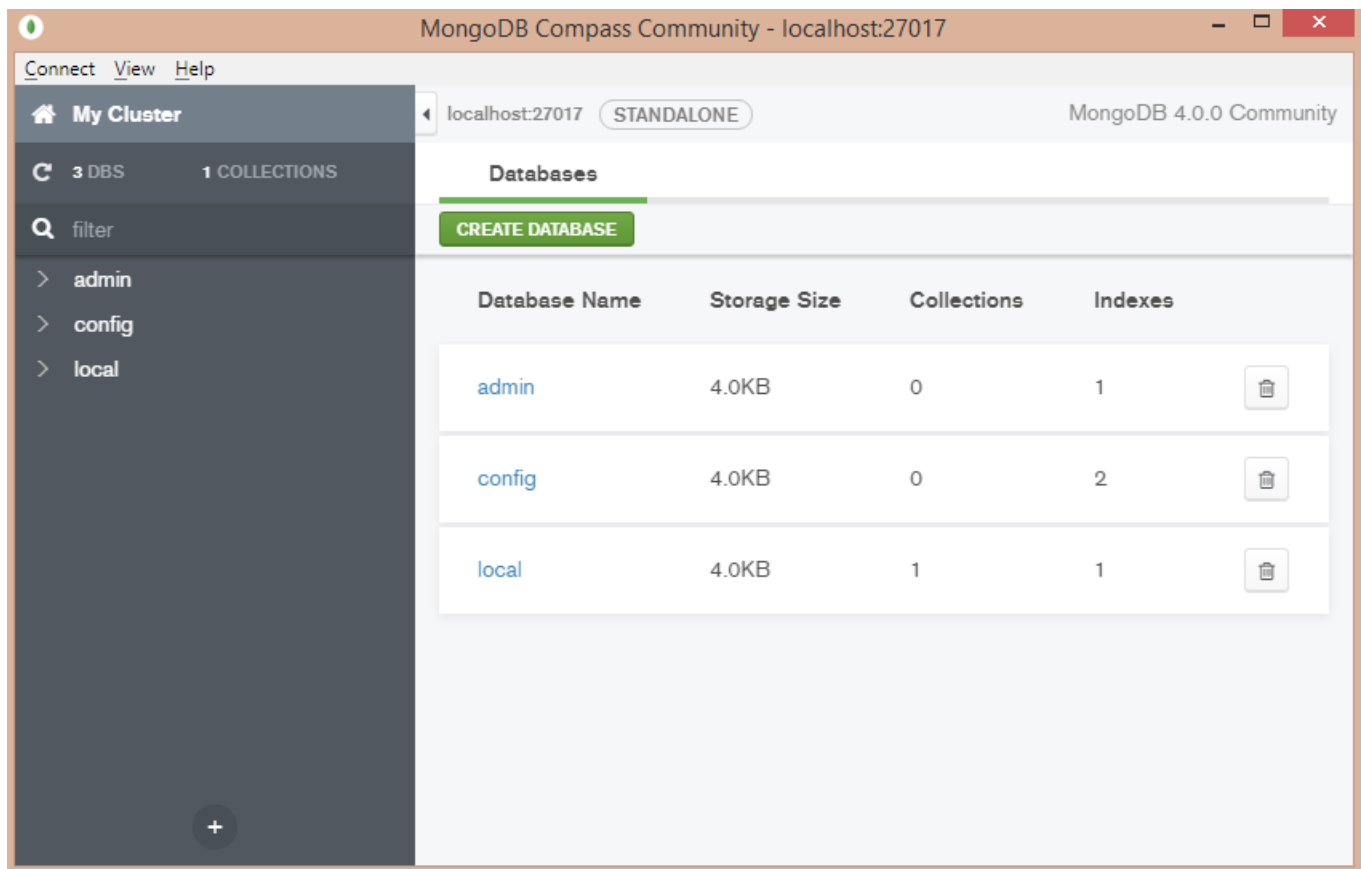 MongoDB Compass Community - localhost:27017
Connect View Help
My Cluster
localhost:27017 STANDALONE MongoDB 4.0.0 Community
3 DBS 1 COLLECTIONS
Databases
filter
CREATE DATABASE
admin
config
local
Database Name Storage Size Collections Indexes
admin 4.0KB 0 1
config 4.0KB 0 2
local 4.0KB 1 1